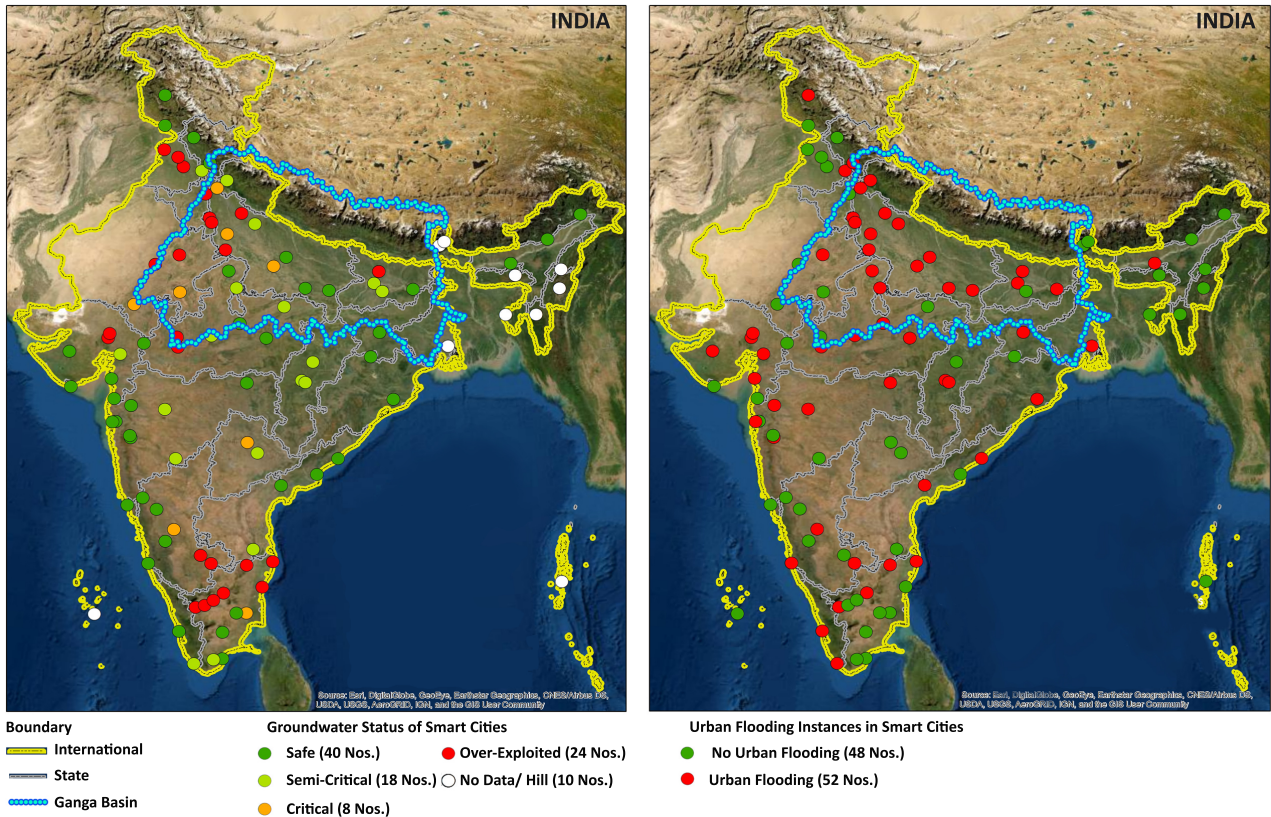 INDIA
Source: Esri, DigitalGlobe, GeoEye, Earthstar Geographics, CNES/Airbus DS,
USDA, USGS, AeroGRID, IGN, and the GIS User Community
INDIA
Source: Esri, DigitalGlobe, GeoEye, Earthstar Geographics, CNES/Airbus DS,
USDA, USGS, AeroGRID, IGN, and the GIS User Community
Boundary
International
State
Ganga Basin
Groundwater Status of Smart Cities
Safe (40 Nos.)
Over-Exploited (24 Nos.)
Semi-Critical (18 Nos.)
No Data/ Hill (10 Nos.)
Critical (8 Nos.)
Urban Flooding Instances in Smart Cities
No Urban Flooding (48 Nos.)
Urban Flooding (52 Nos.)